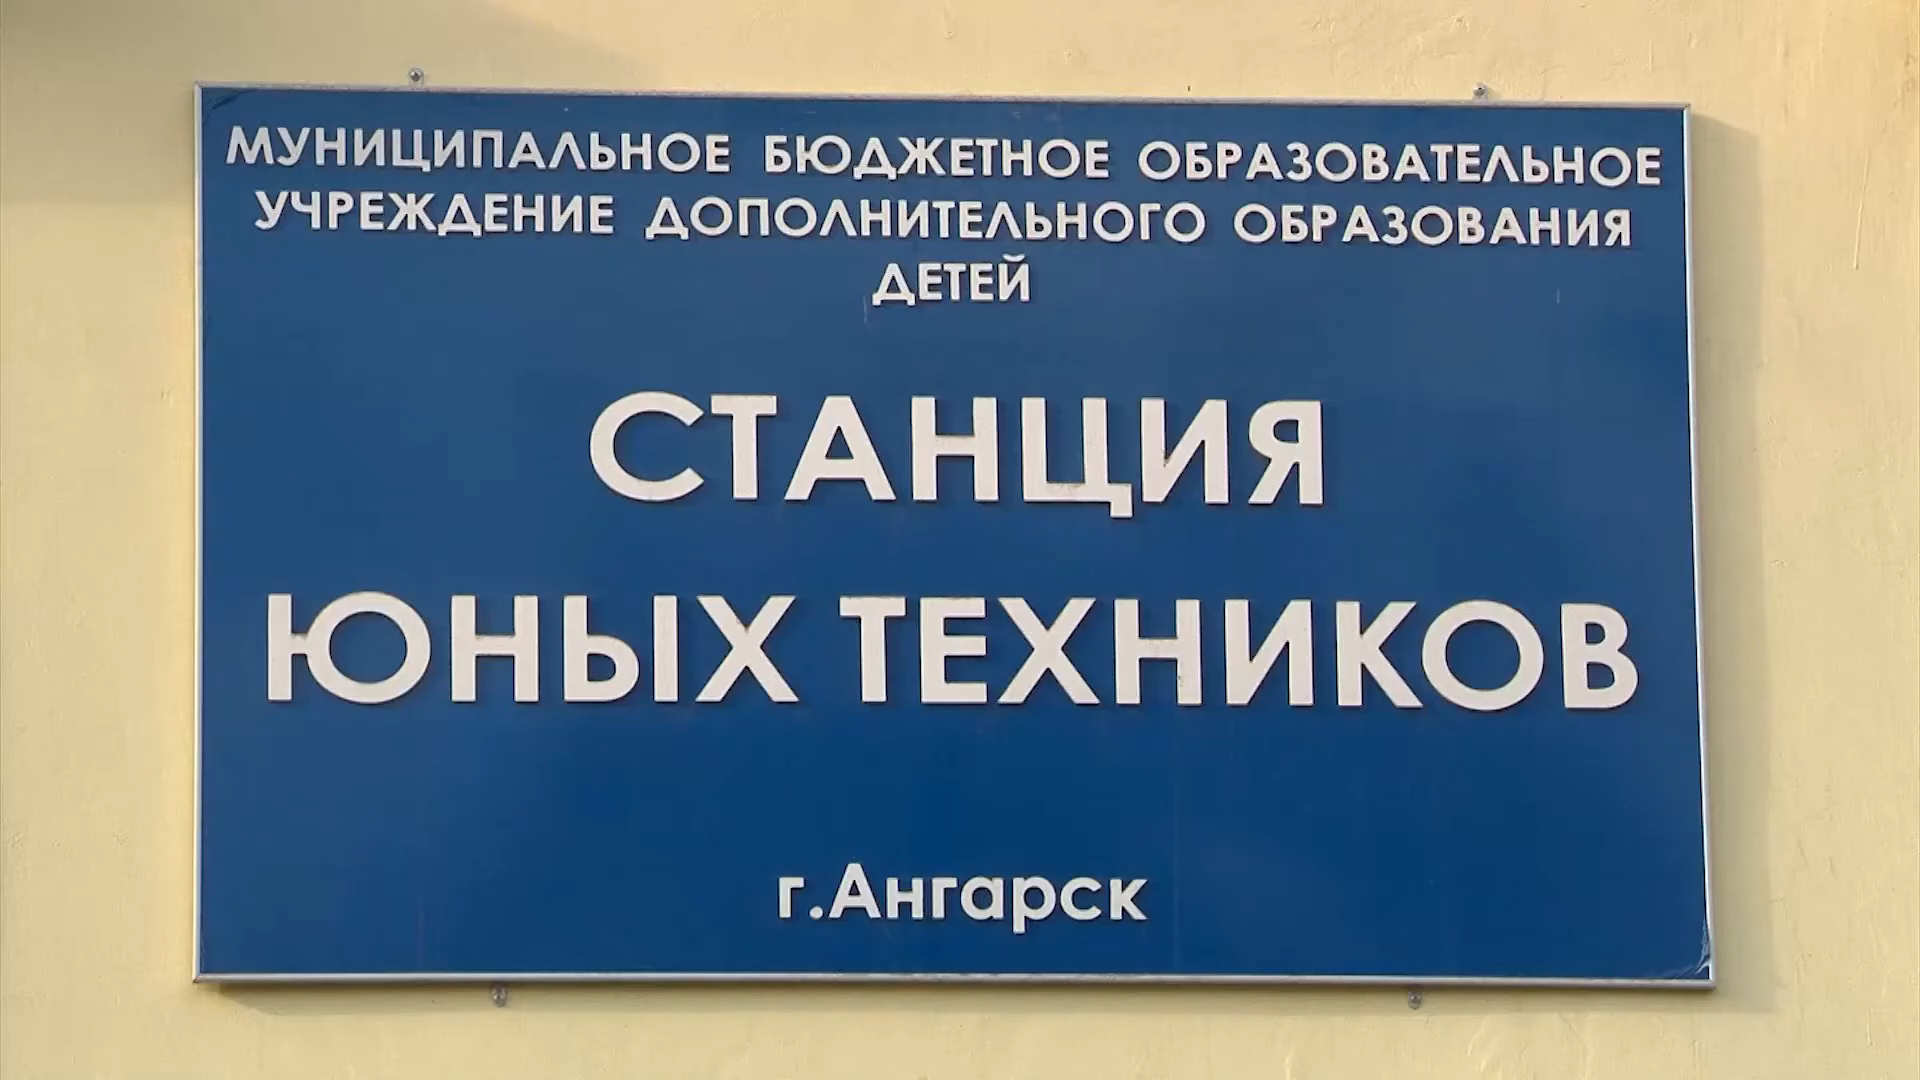 МУНИЦИПАЛЬНОЕ БЮДЖЕТНОЕ ОБРАЗОВАТЕЛЬНОЕ
УЧРЕЖДЕНИЕ ДОПОЛНИТЕЛЬНОГО ОБРАЗОВАНИЯ
ДЕТЕЙ
СТАНЦИЯ
ЮНЫХ ТЕХНИКОВ
г.Ангарск